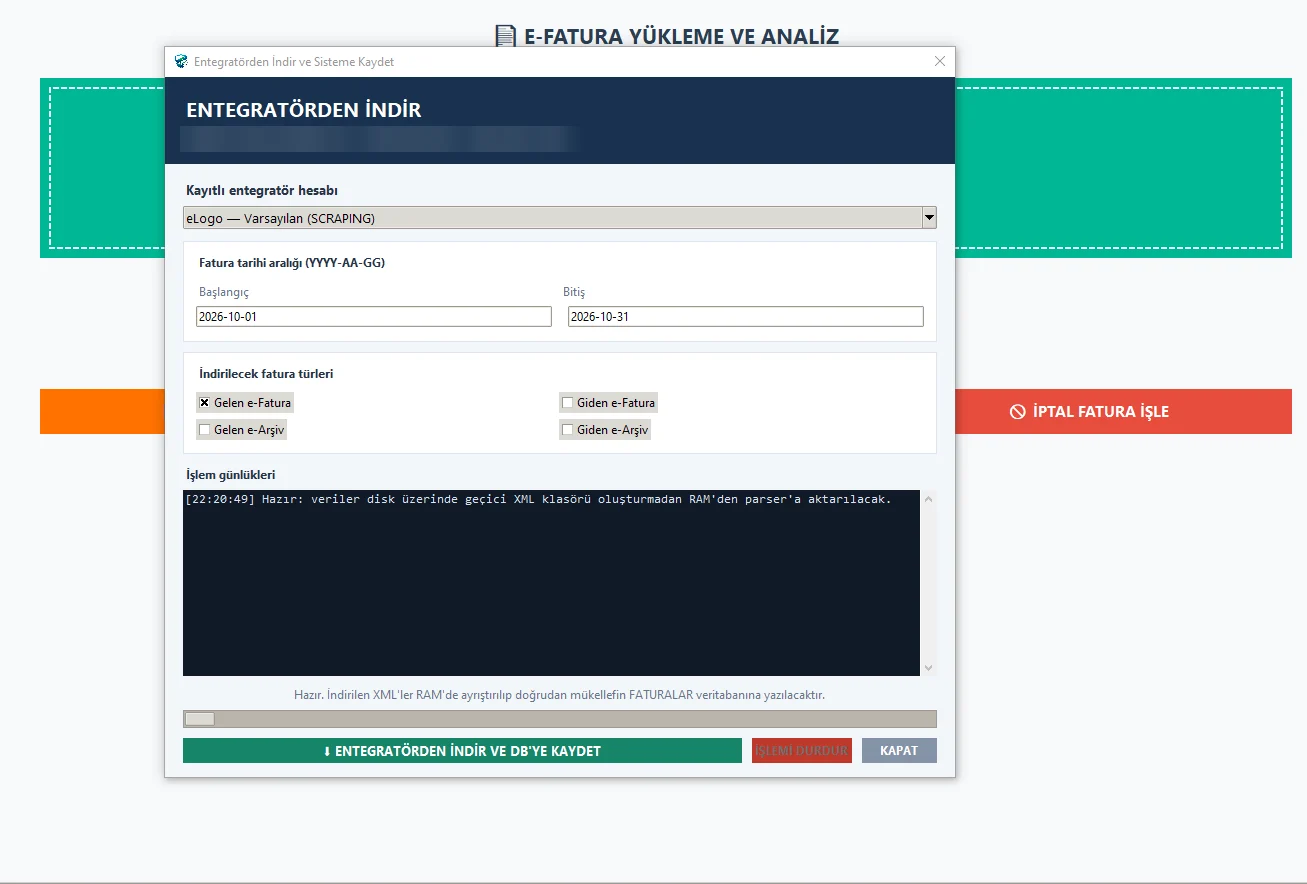 E-FATURA YÜKLEME VE ANALİZ
Entegratörden İndir ve Sisteme Kaydet
ENTEGRATÖRDEN İNDİR
Kayıtlı entegratör hesabı
eLogo — Varsayılan (SCRAPING)
Fatura tarihi aralığı (YYYY-AA-GG)
Başlangıç Bitiş
2026-10-01 2026-10-31
İndirilecek fatura türleri
Gelen e-Fatura Giden e-Fatura
Gelen e-Arşiv Giden e-Arşiv
İPTAL FATURA İŞLE
İşlem günlükleri
[22:20:49] Hazır: veriler disk üzerinde geçici XML klasörü oluşturmadan RAM'den parser'a aktarılacak.
Hazır. İndirilen XML'ler RAM'de ayrıştırılıp doğrudan mükellefin FATURALAR veritabanına yazılacaktır.
⬇ ENTEGRATÖRDEN İNDİR VE DB'YE KAYDET İŞLEMİ DURDUR KAPAT